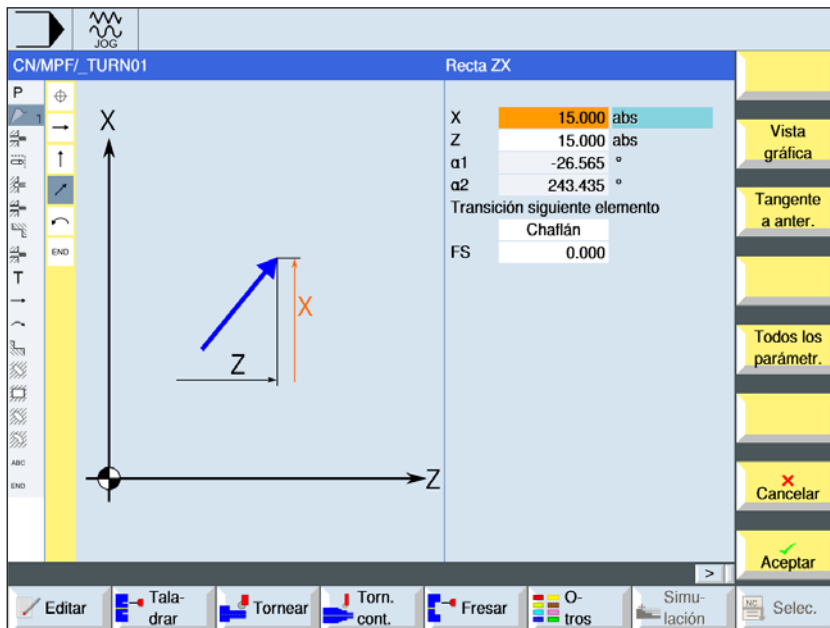 JOG
CN/MPF/_TURN01
Recta ZX
P
1
T
ABC
END
END
X
X
Z
Z
X 15.000 abs
Z 15.000 abs
α1 -26.565 °
α2 243.435 °
Transición siguiente elemento
Chaflán
FS 0.000
Vista
gráfica
Tangente
a anter.
Todos los
parámetr.
Cancelar
Aceptar
>
Editar
Tala-
drar
Tornear
Torn.
cont.
Fresar
O-
tros
Simu-
lación
NC
Selec.